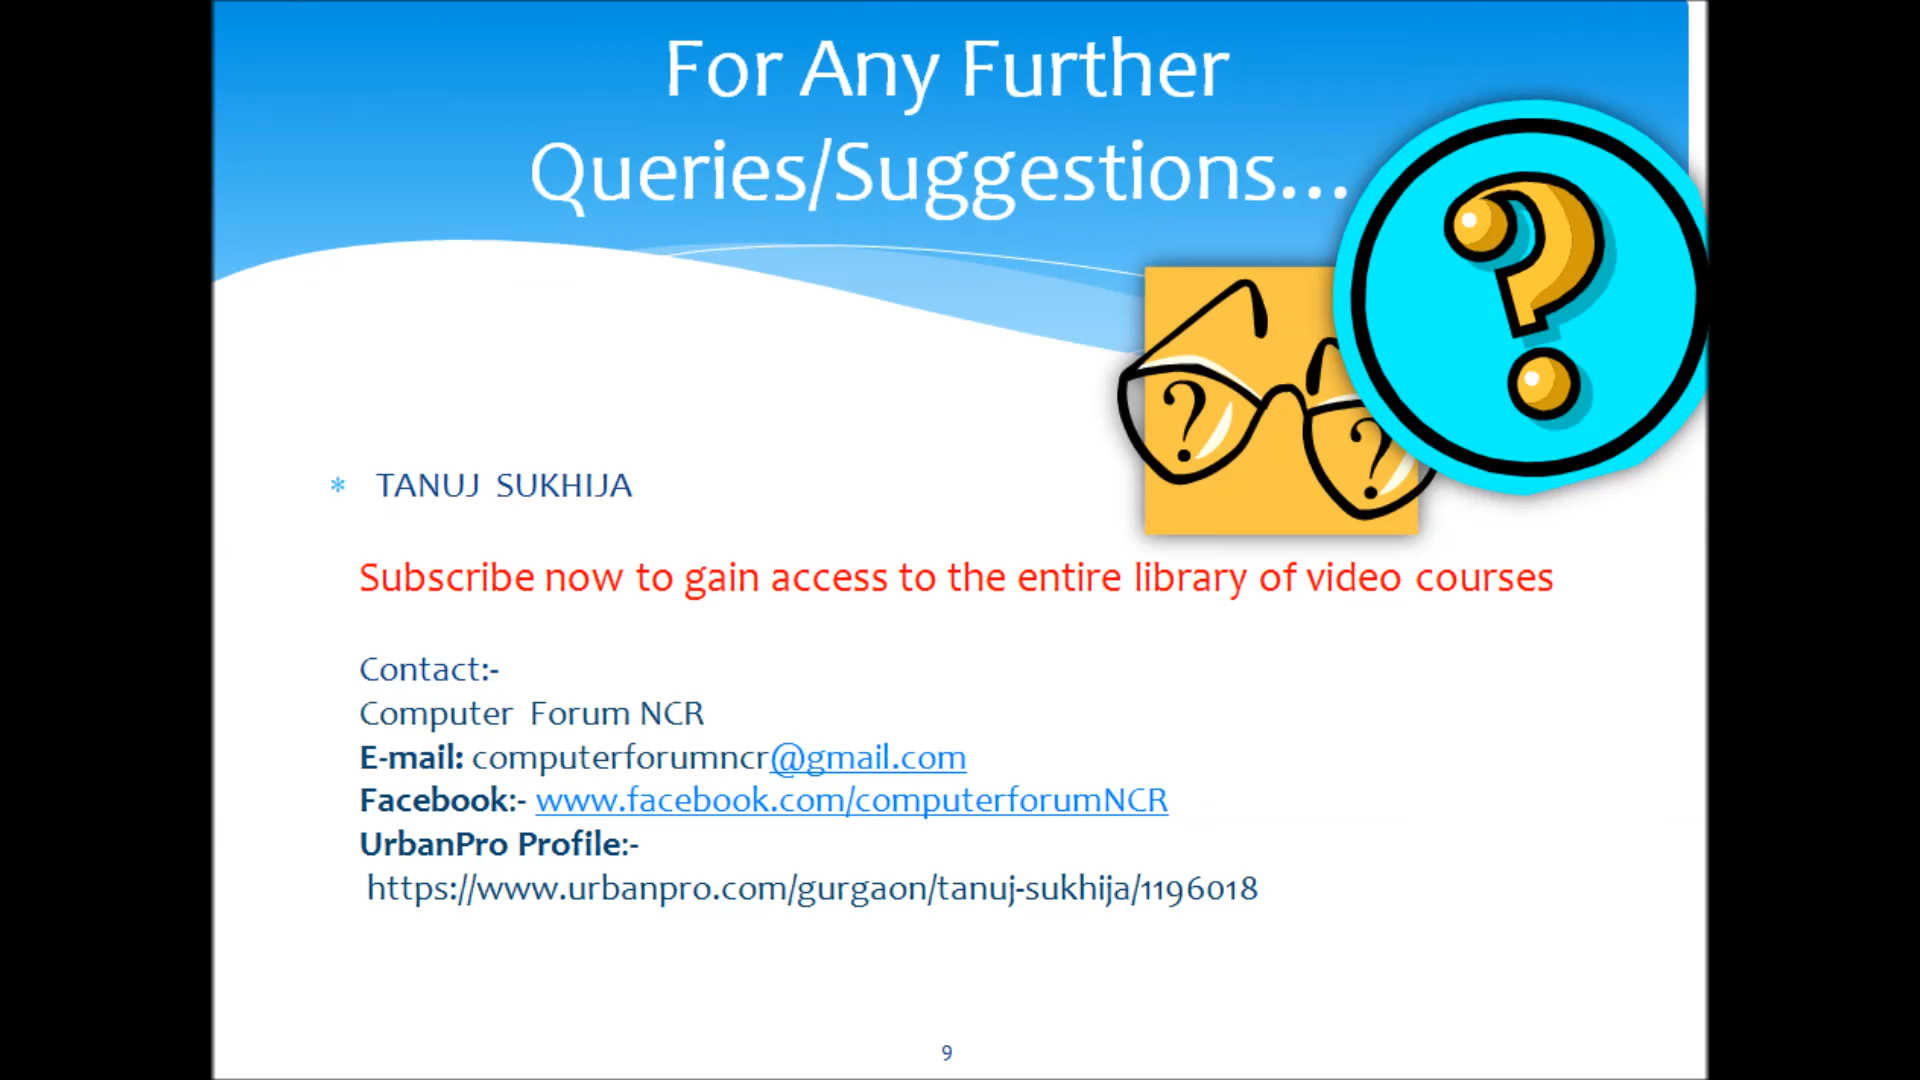 For Any Further
Queries/Suggestions...
? ? ?
* TANUJ SUKHIJA
Subscribe now to gain access to the entire library of video courses
Contact:-
Computer Forum NCR
E-mail: computerforumncr@gmail.com
Facebook:- www.facebook.com/computerforumNCR
UrbanPro Profile:-
https://www.urbanpro.com/gurgaon/tanuj-sukhija/1196018
9